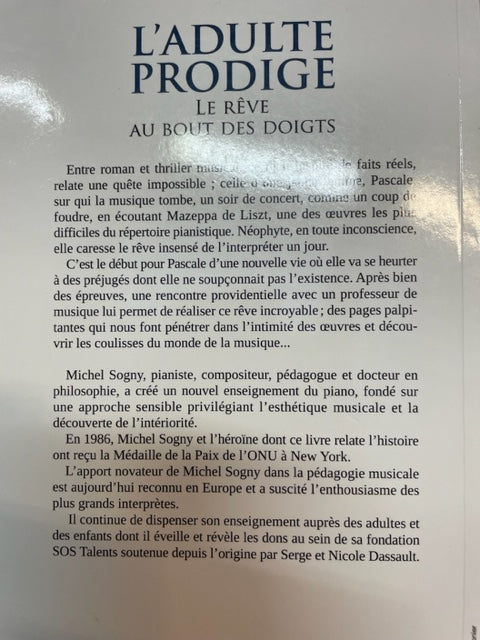 L'ADULTE
PRODIGE
LE RÊVE
AU BOUT DES DOIGTS
Entre roman et thriller faits réels,
relate une quête impossible ; celle Pascale
sur qui la musique tombe, un soir de concert, comme un coup de
foudre, en écoutant Mazeppa de Liszt, une des œuvres les plus
difficiles du répertoire pianistique. Néophyte, en toute inconscience,
elle caresse le rêve insensé de l'interpréter un jour.
C'est le début pour Pascale d'une nouvelle vie où elle va se heurter
à des préjugés dont elle ne soupçonnait pas l'existence. Après bien
des épreuves, une rencontre providentielle avec un professeur de
musique lui permet de réaliser ce rêve incroyable ; des pages palpi-
tantes qui nous font pénétrer dans l'intimité des œuvres et décou-
vrir les coulisses du monde de la musique...
Michel Sogny, pianiste, compositeur, pédagogue et docteur en
philosophie, a créé un nouvel enseignement du piano, fondé sur
une approche sensible privilégiant l'esthétique musicale et la
découverte de l'intériorité.
En 1986, Michel Sogny et l'héroïne dont ce livre relate l'histoire
ont reçu la Médaille de la Paix de l'ONU à New York.
L'apport novateur de Michel Sogny dans la pédagogie musicale
est aujourd'hui reconnu en Europe et a suscité l'enthousiasme des
plus grands interprètes.
Il continue de dispenser son enseignement auprès des adultes et
des enfants dont il éveille et révèle les dons au sein de sa fondation
SOS Talents soutenue depuis l'origine par Serge et Nicole Dassault.